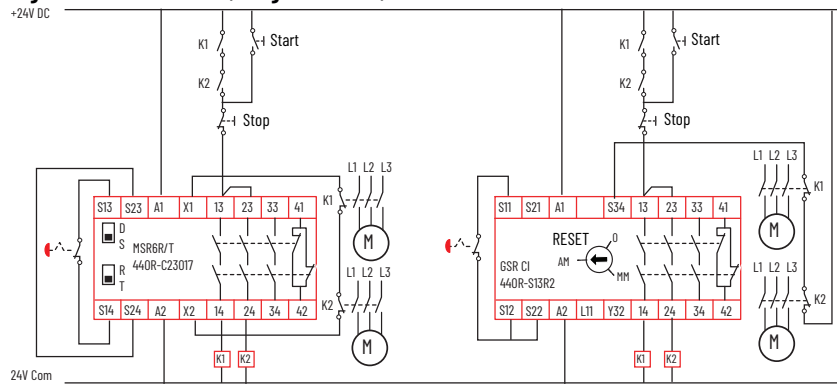 +24V DC
K1
Start
K2
Stop
L1 L2 L3
K1
M
S13 S23 A1 X1 13 23 33 41
D
S
MSR6R/T
440R-C23017
R
T
S14 S24 A2 X2 14 24 34 42
L1 L2 L3
K2
M
K1 K2
24V Com
K1
Start
K2
Stop
L1 L2 L3
K1
M
S11 S21 A1 S34 13 23 33 41
RESET
0
AM
MM
GSR CI
440R-S13R2
S12 S22 A2 L11 Y32 14 24 34 42
L1 L2 L3
K2
M
K1 K2